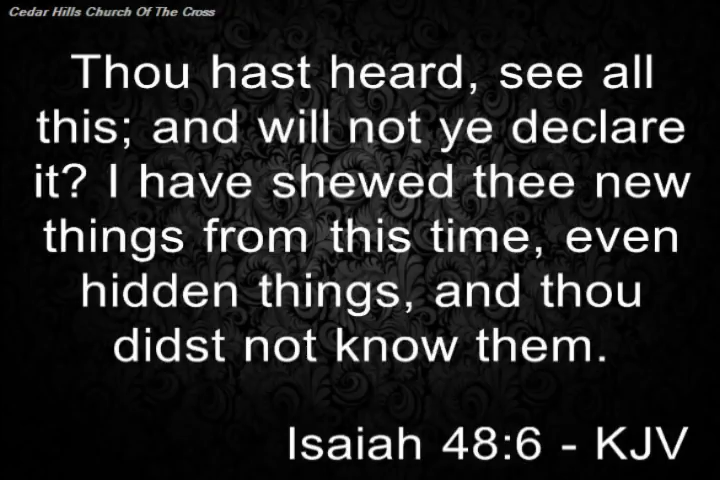 Cedar Hills Church Of The Cross
Thou hast heard, see all
this; and will not ye declare
it? I have shewed thee new
things from this time, even
hidden things, and thou
didst not know them.
Isaiah 48:6 - KJV